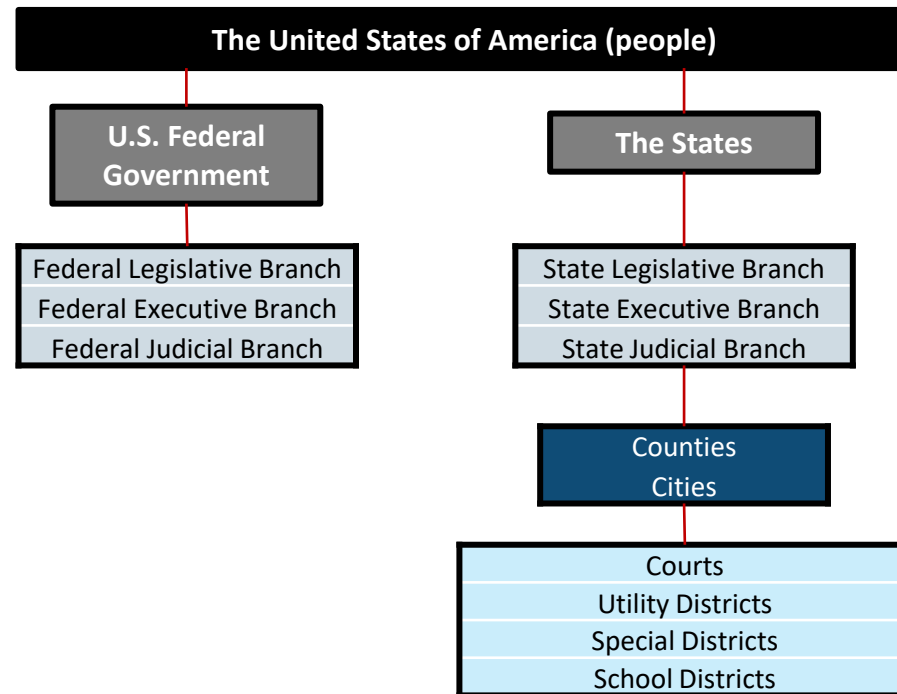 The United States of America (people)
U.S. Federal
Government
The States
Federal Legislative Branch
Federal Executive Branch
Federal Judicial Branch
State Legislative Branch
State Executive Branch
State Judicial Branch
Counties
Cities
Courts
Utility Districts
Special Districts
School Districts